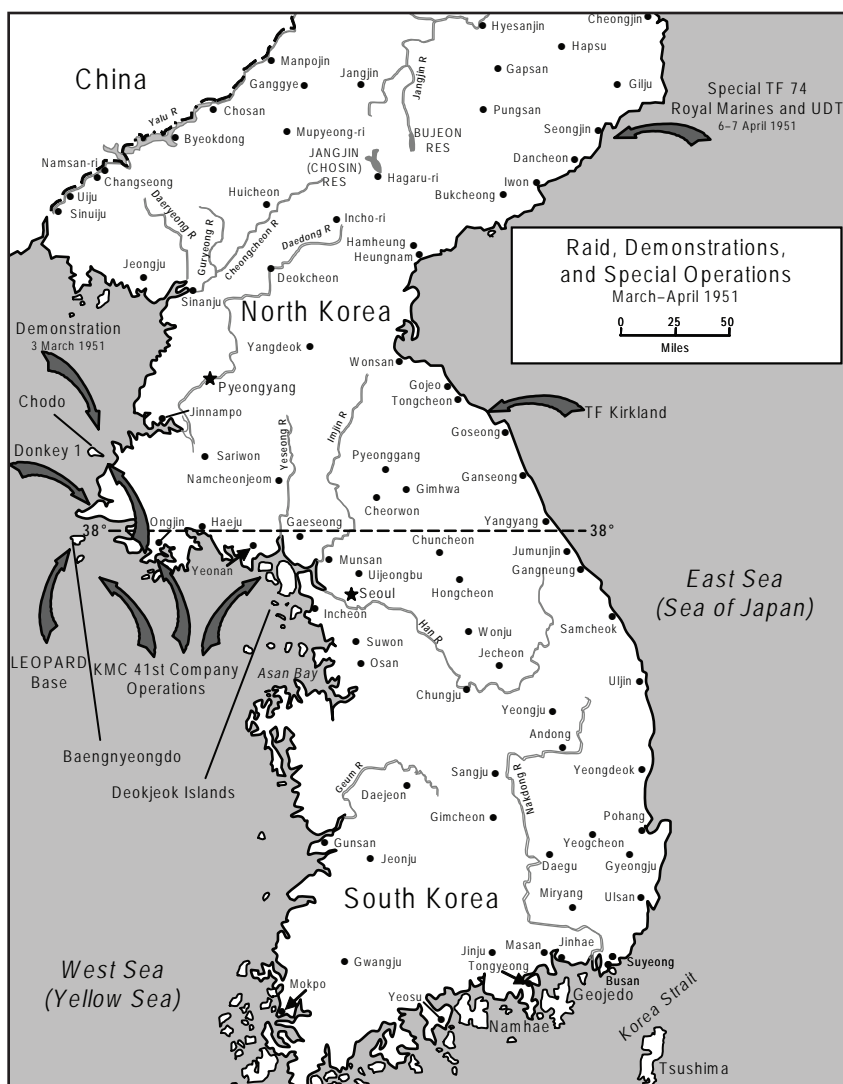 Cheongjin
Hyesanjin
Hapsu
China
Manpojin
Gapsan
Ganggye
Jangjin
Gilju
Jangjin R
Special TF 74
Royal Marines and UDT
6–7 April 1951
Yalu R
Chosan
Pungsan
Byeokdong
Mupyeong-ri
BUJEON
RES
Seongjin
JANGJIN
(CHOSIN)
RES
Dancheon
Namsan-ri
Changseong
Hagaru-ri
Iwon
Uiju
Daeryeong R
Huicheon
Bukcheong
Sinuiju
Guryeong R
Cheongcheon R
Incho-ri
Daedong R
Hamheung
Heungnam
Raid, Demonstrations,
and Special Operations
March–April 1951
0 25 50
Miles
Jeongju
Deokcheon
Sinanju
North Korea
Demonstration
3 March 1951
Yangdeok
Wonsan
Pyeongyang
Gojeo
Tongcheon
Chodo
Jinnampo
TF Kirkland
Yeseong R
Imjin R
Goseong
Donkey 1
Sariwon
Pyeonggang
Namcheonjeom
Ganseong
Gimhwa
Cheorwon
38°
Ongjin
Haeju
Gaeseong
Yangyang
38°
Yeonan
Chuncheon
Jumunjin
Munsan
Uijeongbu
Gangneung
East Sea
(Sea of Japan)
Seoul
Hongcheon
Incheon
Samcheok
Han R
Wonju
Suwon
LEOPARD
Base
KMC 41st Company
Operations
Asan Bay
Osan
Jecheon
Chungju
Uljin
Yeongju
Baengnyeongdo
Andong
Deokjeok Islands
Geum R
Sangju
Nakdong R
Yeongdeok
Daejeon
Gimcheon
Pohang
Gunsan
Yeogcheon
Jeonju
Daegu
Gyeongju
South Korea
Miryang
Ulsan
West Sea
(Yellow Sea)
Gwangju
Jinju
Masan
Jinhae
Suyeong
Tongyeong
Busan
Mokpo
Geojedo
Yeosu
Namhae
Korea Strait
Tsushima